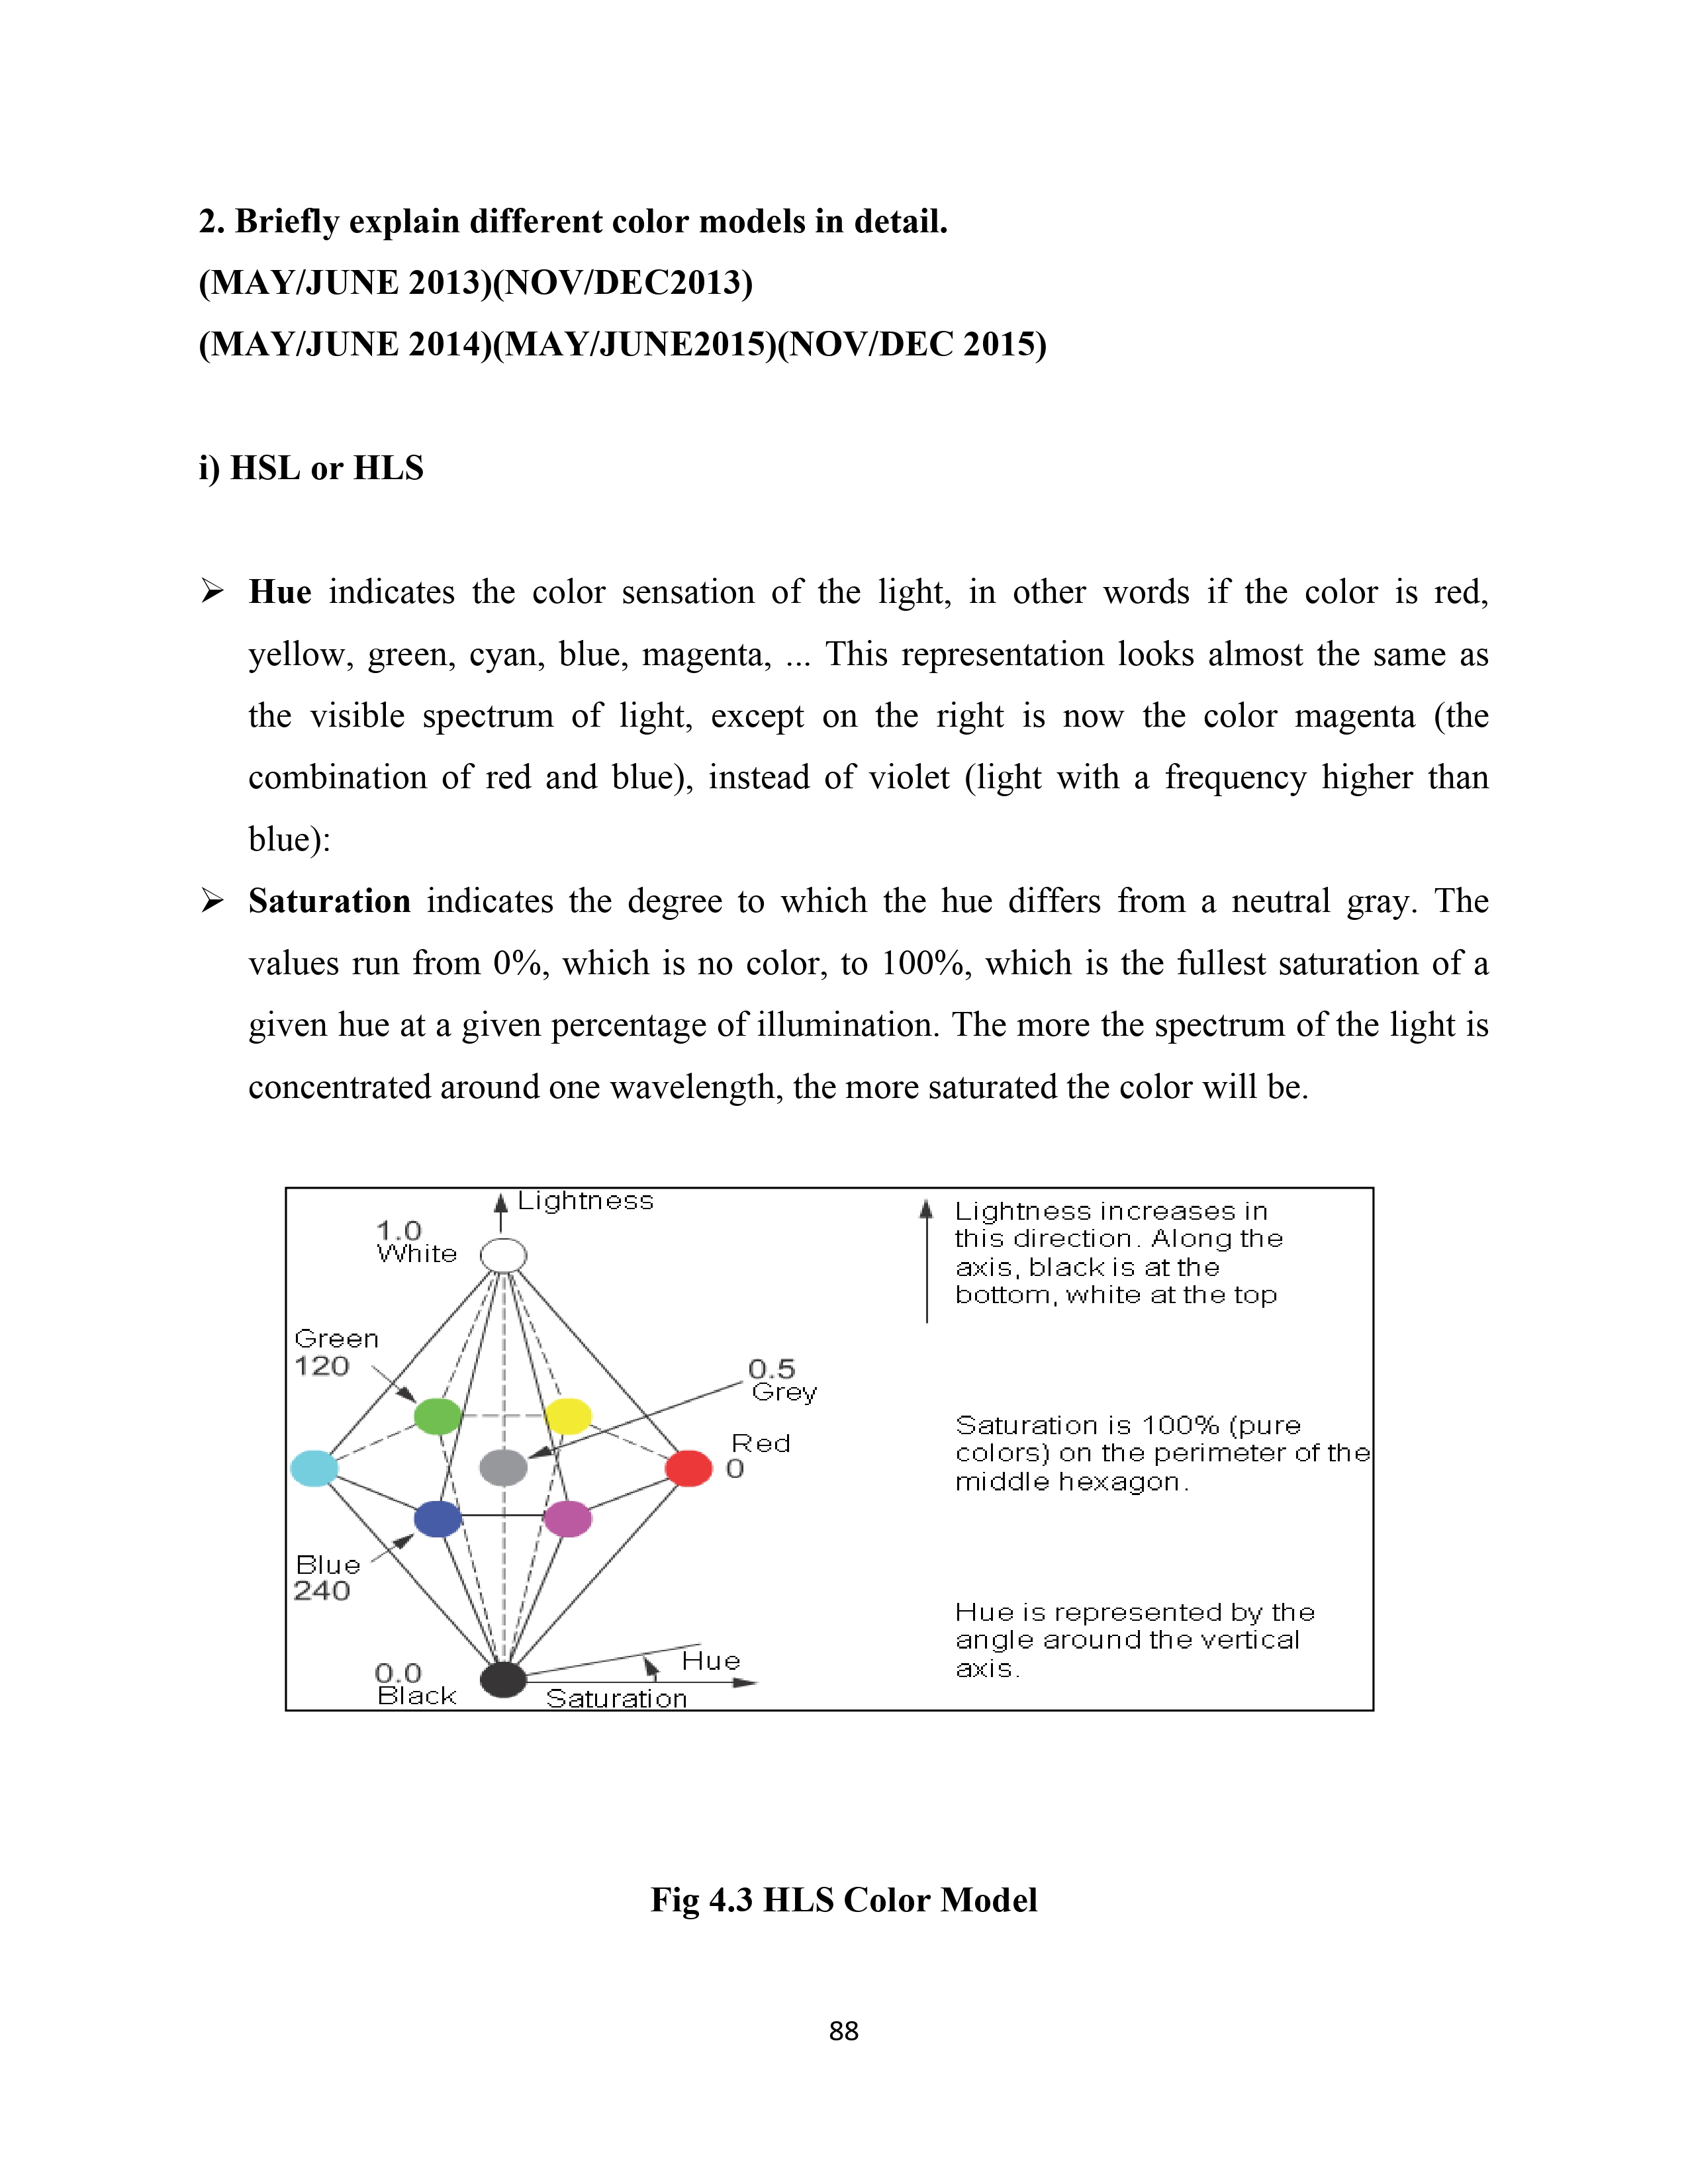 2. Briefly explain different color models in detail.
(MAY/JUNE 2013)(NOV/DEC2013)
(MAY/JUNE 2014)(MAY/JUNE2015)(NOV/DEC 2015)
i) HSL or HLS
➢ Hue indicates the color sensation of the light, in other words if the color is red,
yellow, green, cyan, blue, magenta, ... This representation looks almost the same as
the visible spectrum of light, except on the right is now the color magenta (the
combination of red and blue), instead of violet (light with a frequency higher than
blue):
➢ Saturation indicates the degree to which the hue differs from a neutral gray. The
values run from 0%, which is no color, to 100%, which is the fullest saturation of a
given hue at a given percentage of illumination. The more the spectrum of the light is
concentrated around one wavelength, the more saturated the color will be.
Lightness
1.0
White
Green
120
0.5
Grey
Red
0
Blue
240
0.0
Black
Hue
Saturation
Lightness increases in
this direction. Along the
axis, black is at the
bottom, white at the top
Saturation is 100% (pure
colors) on the perimeter of the
middle hexagon.
Hue is represented by the
angle around the vertical
axis.
Fig 4.3 HLS Color Model
88